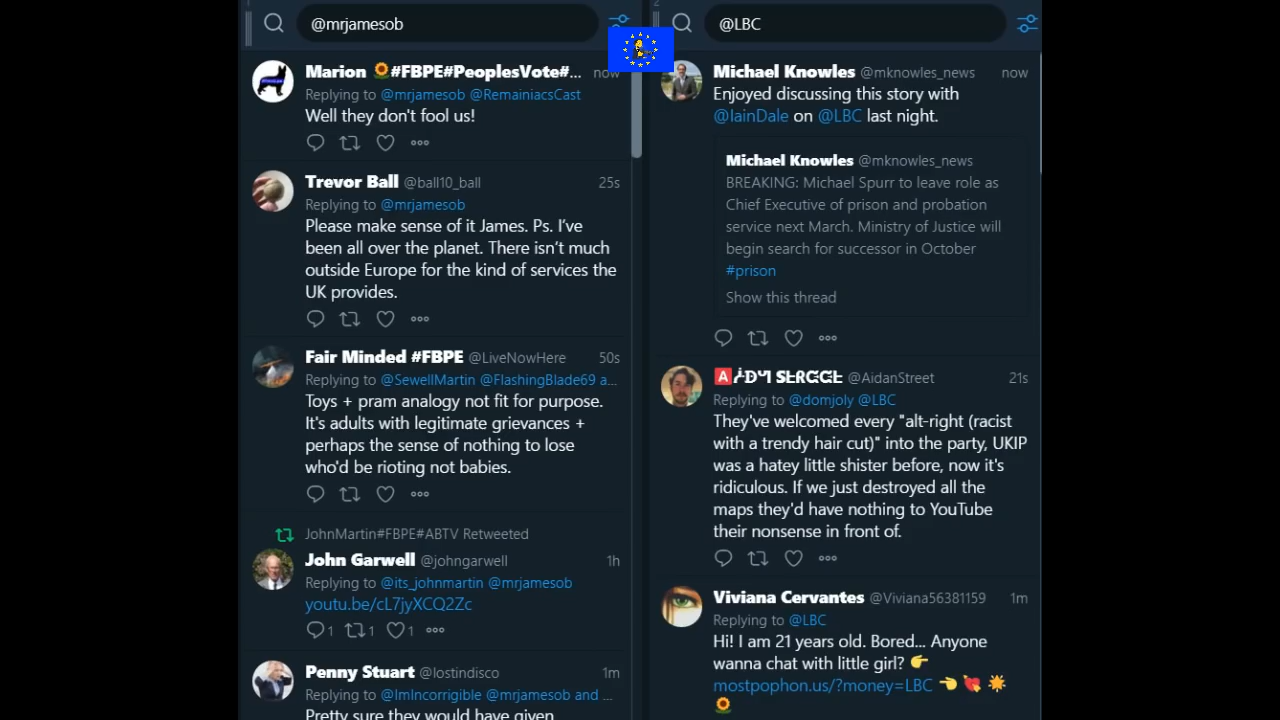 1
@mrjamesob
Marion 🌻#FBPE#PeoplesVote#... now
Replying to @mrjamesob @RemainiacsCast
Well they don't fool us!
Trevor Ball @ball10_ball 25s
Replying to @mrjamesob
Please make sense of it James. Ps. I've
been all over the planet. There isn't much
outside Europe for the kind of services the
UK provides.
Fair Minded #FBPE @LiveNowHere 50s
Replying to @SewellMartin @FlashingBlade69 a...
Toys + pram analogy not fit for purpose.
It's adults with legitimate grievances +
perhaps the sense of nothing to lose
who'd be rioting not babies.
JohnMartin#FBPE#ABTV Retweeted
John Garwell @johngarwell 1h
Replying to @its_johnmartin @mrjamesob
youtu.be/cL7jyXCQ2Zc
1 1 1
Penny Stuart @lostindisco 1m
Replying to @ImIncorrigible @mrjamesob and ...
Pretty sure they would have given
2
@LBC
Michael Knowles @mknowles_news now
Enjoyed discussing this story with
@IainDale on @LBC last night.
Michael Knowles @mknowles_news
BREAKING: Michael Spurr to leave role as
Chief Executive of prison and probation
service next March. Ministry of Justice will
begin search for successor in October
#prison
Show this thread
@AidanStreet 21s
Replying to @domjoly @LBC
They've welcomed every "alt-right (racist
with a trendy hair cut)" into the party, UKIP
was a hatey little shister before, now it's
ridiculous. If we just destroyed all the
maps they'd have nothing to YouTube
their nonsense in front of.
Viviana Cervantes @Viviana56381159 1m
Replying to @LBC
Hi! I am 21 years old. Bored... Anyone
wanna chat with little girl? 👉
mostpophon.us/?money=LBC 👈 💘 🌟
🌻